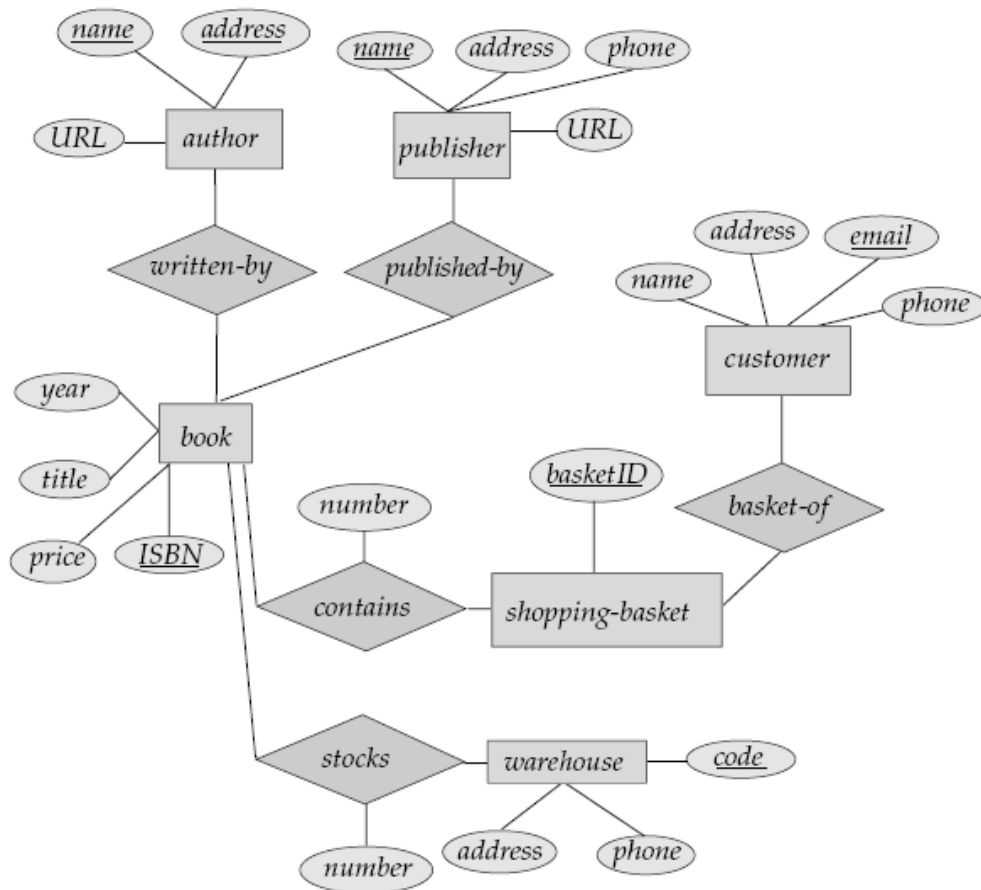 name
address
URL
author
name
address
phone
URL
publisher
written-by
published-by
address
email
name
phone
customer
year
title
price
ISBN
book
number
contains
basketID
shopping-basket
basket-of
stocks
number
warehouse
code
address
phone